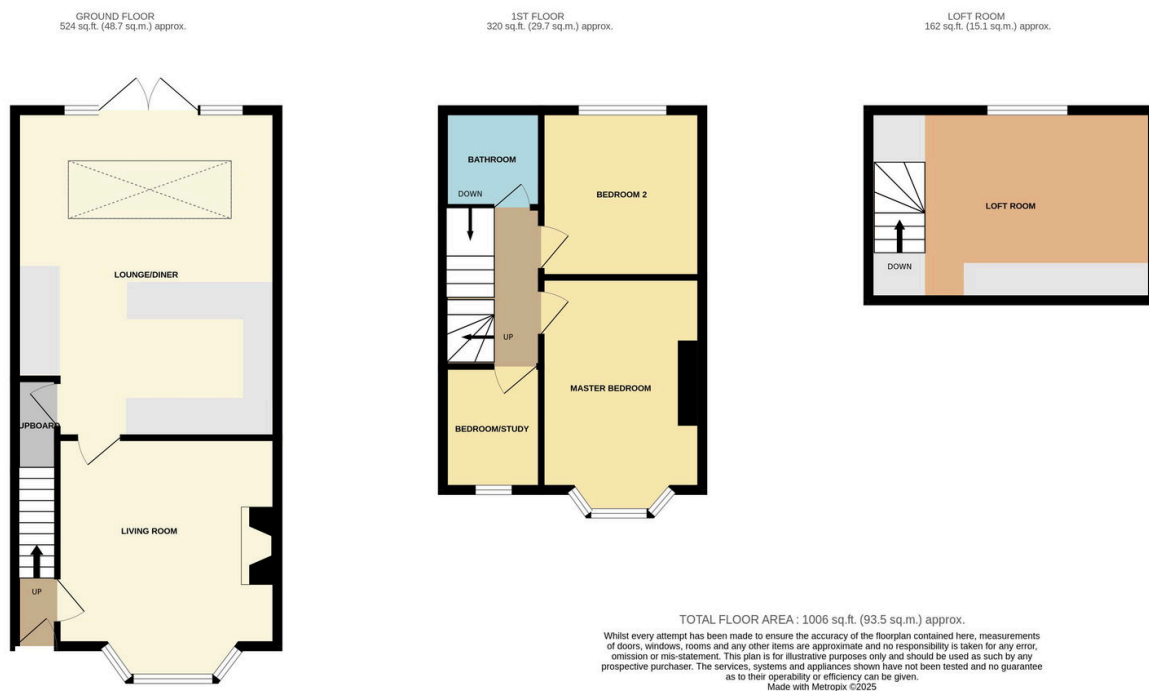 GROUND FLOOR
524 sq.ft. (48.7 sq.m.) approx.
1ST FLOOR
320 sq.ft. (29.7 sq.m.) approx.
LOFT ROOM
162 sq.ft. (15.1 sq.m.) approx.
LOUNGE/DINER
UPBOARD
LIVING ROOM
UP
BATHROOM
DOWN
BEDROOM 2
UP
MASTER BEDROOM
BEDROOM/STUDY
LOFT ROOM
DOWN
TOTAL FLOOR AREA : 1006 sq.ft. (93.5 sq.m.) approx.
Whilst every attempt has been made to ensure the accuracy of the floorplan contained here, measurements
of doors, windows, rooms and any other items are approximate and no responsibility is taken for any error,
omission or mis-statement. This plan is for illustrative purposes only and should be used as such by any
prospective purchaser. The services, systems and appliances shown have not been tested and no guarantee
as to their operability or efficiency can be given.
Made with Metropix ©2025